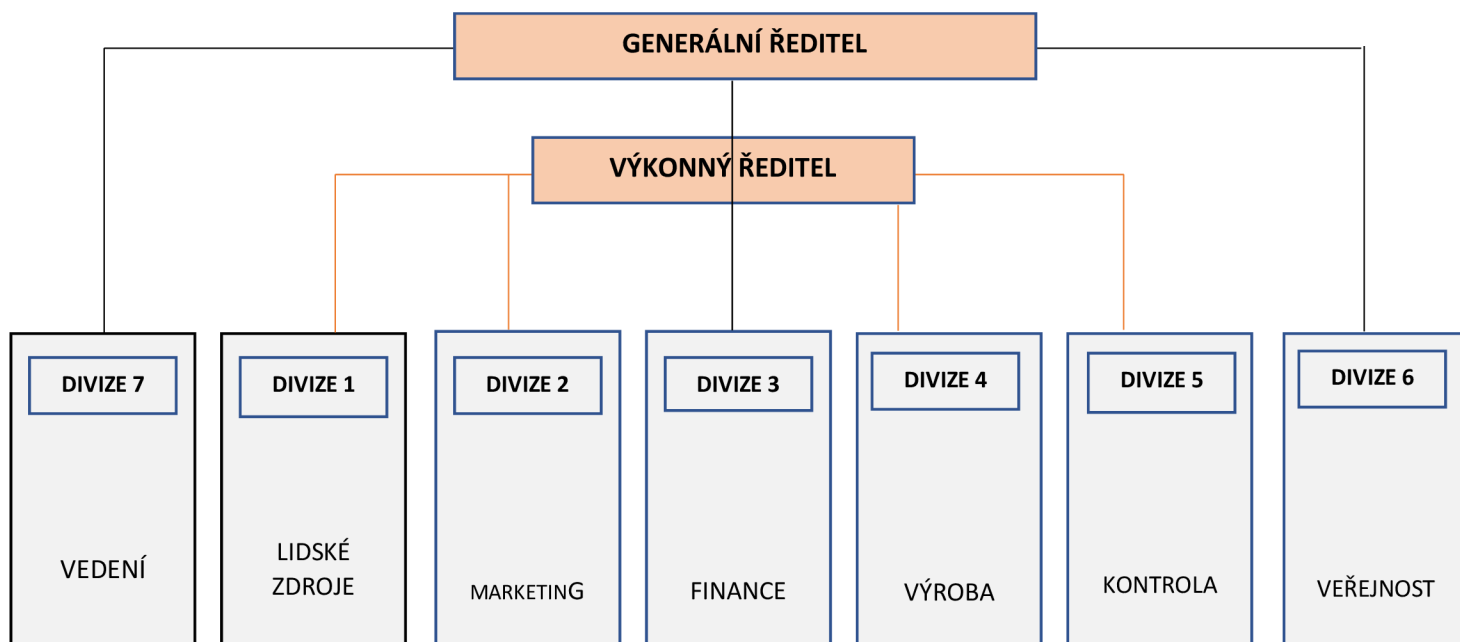 GENERÁLNÍ ŘEDITEL
VÝKONNÝ ŘEDITEL
DIVIZE 7
DIVIZE 1
DIVIZE 2
DIVIZE 3
DIVIZE 4
DIVIZE 5
DIVIZE 6
VEDENÍ
LIDSKÉ
ZDROJE
MARKETING
FINANCE
VÝROBA
KONTROLA
VEŘEJNOST